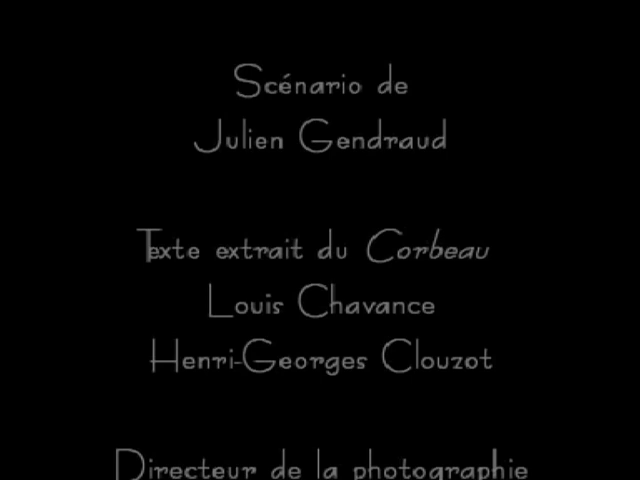 Scénario de
Julien Gendraud
Texte extrait du Corbeau
Louis Chavance
Henri-Georges Clouzot
Directeur de la photographie